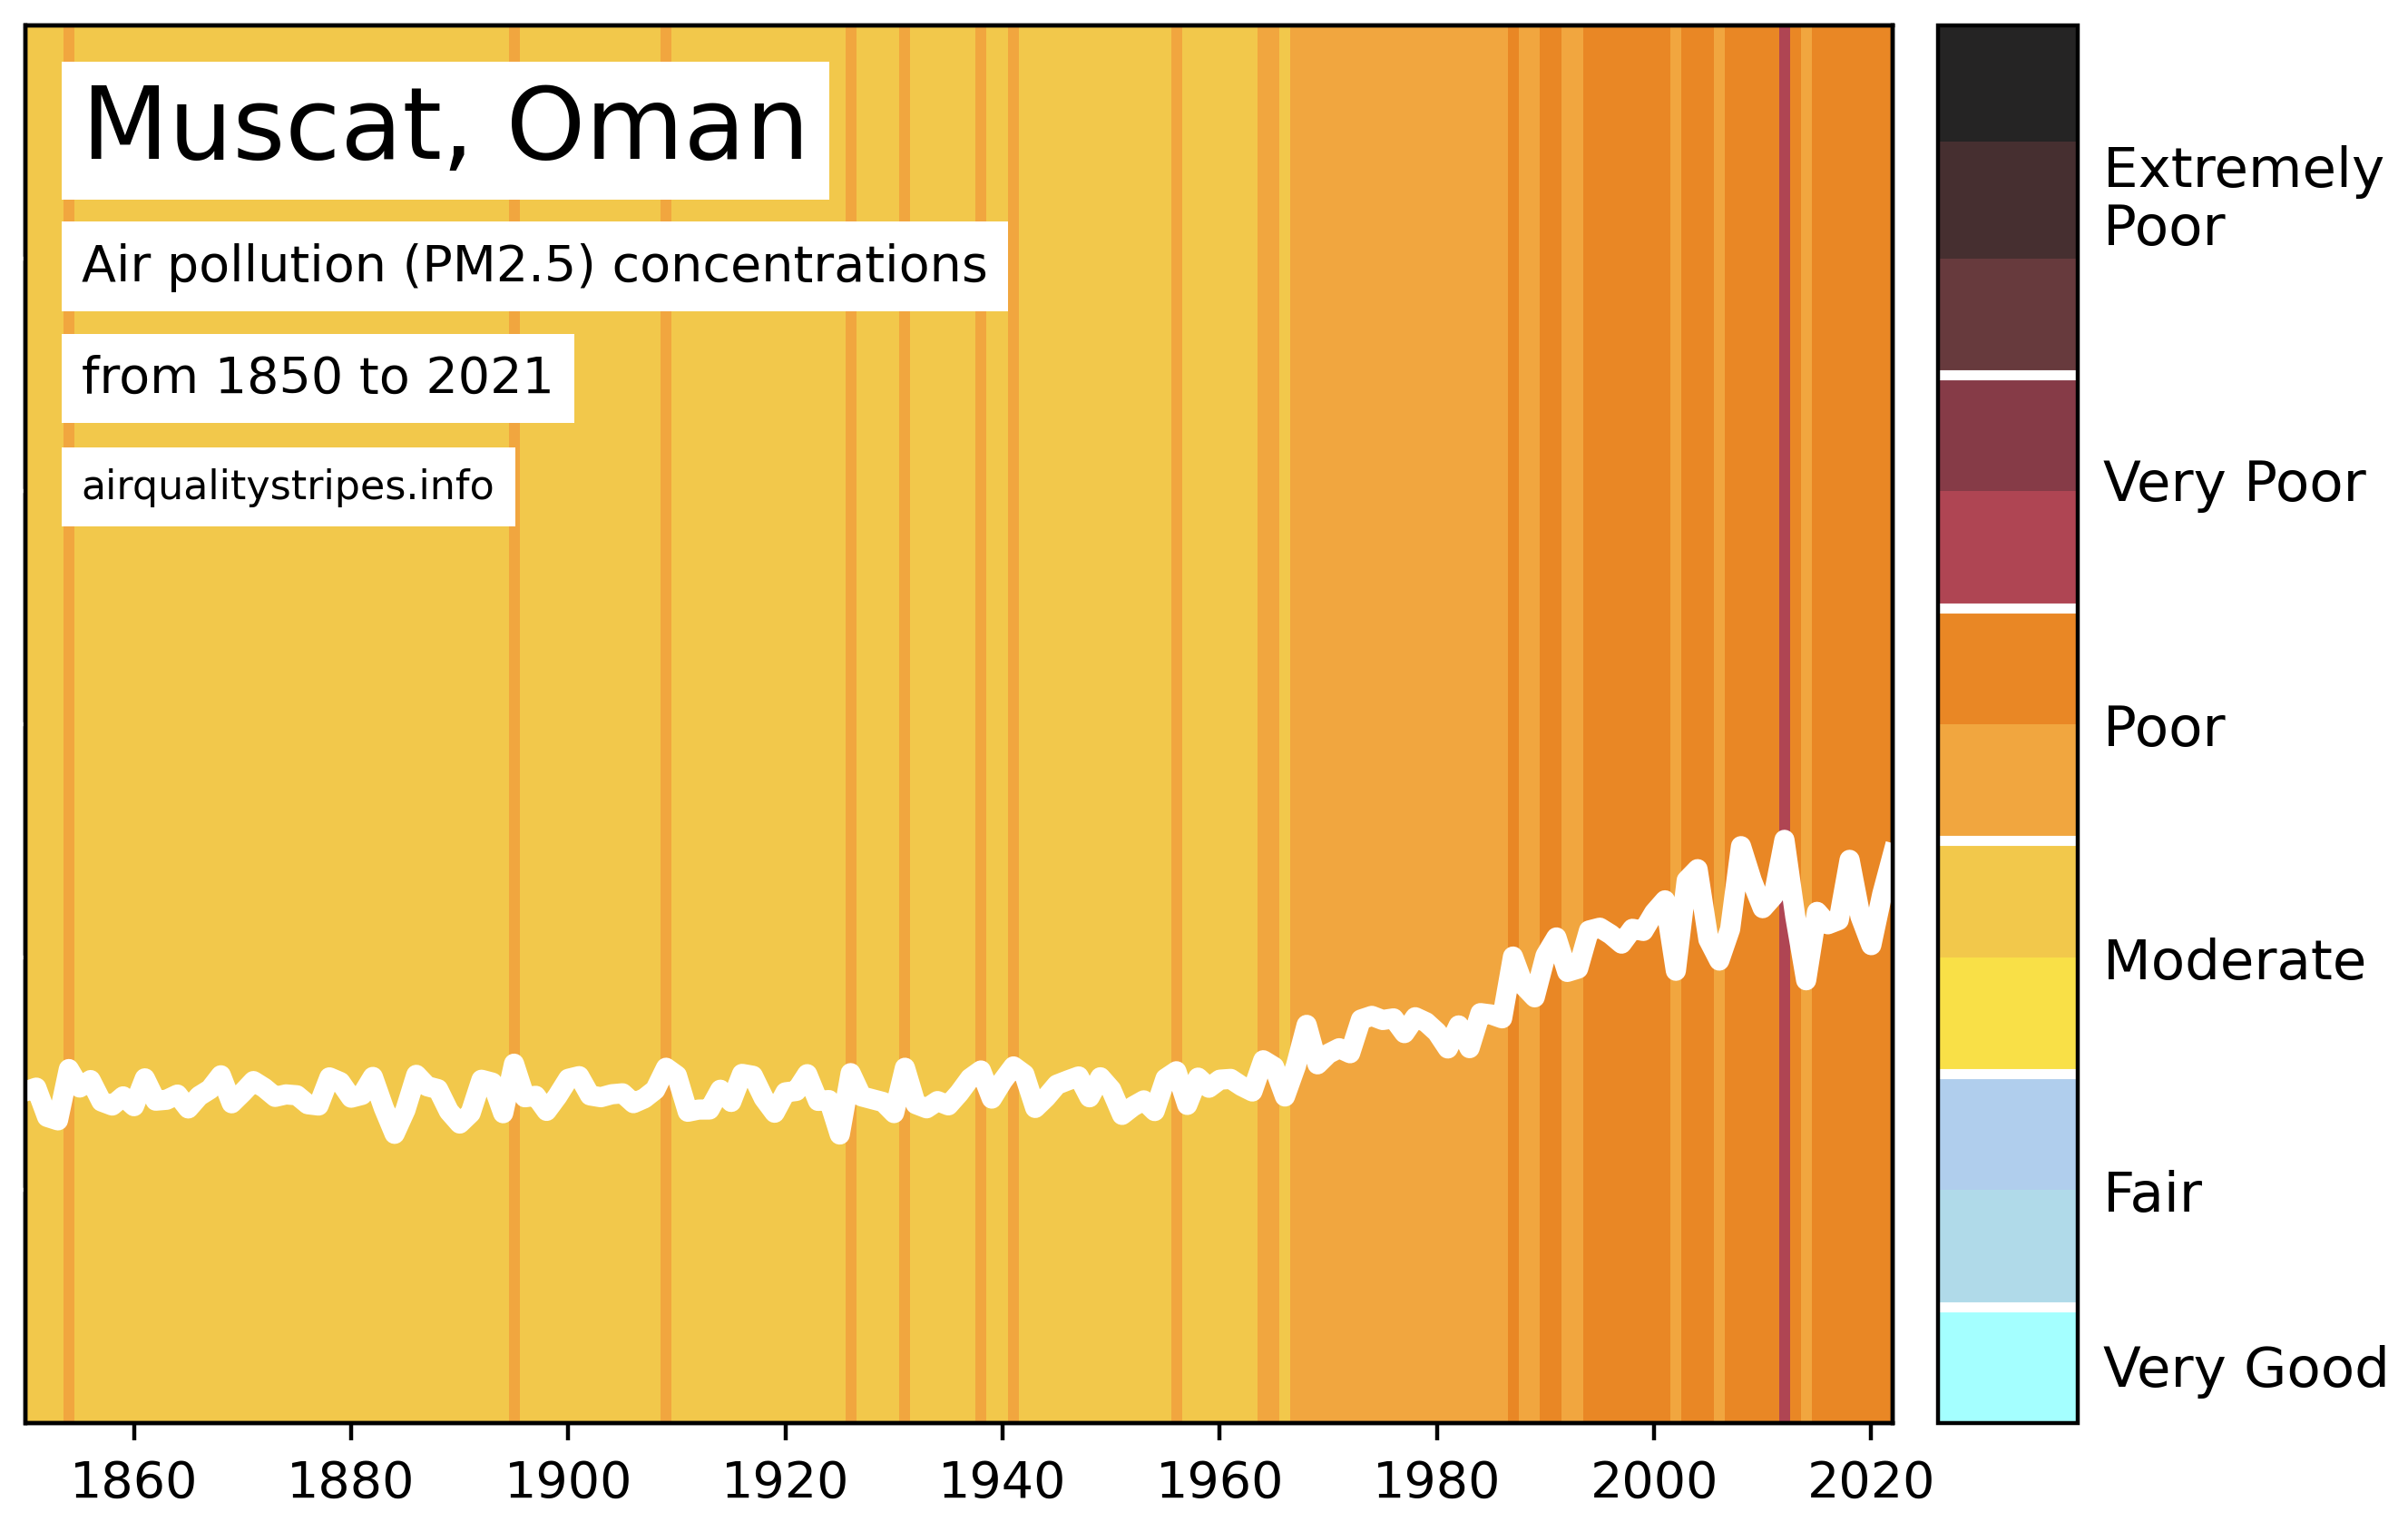 Muscat, Oman
Air pollution (PM2.5) concentrations
from 1850 to 2021
airqualitystripes.info
Extremely
Poor
Very Poor
Poor
Moderate
Fair
Very Good
1860 1880 1900 1920 1940 1960 1980 2000 2020